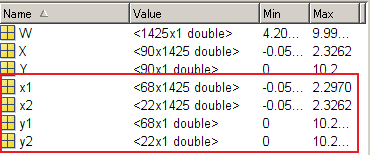 Name Value Min Max
W <1425x1 double> 4.20... 9.99...
X <90x1425 double> -0.05... 2.3262
Y <90x1 double> 0 10.2...
x1 <68x1425 double> -0.05... 2.2970
x2 <22x1425 double> -0.05... 2.3262
y1 <68x1 double> 0 10.2...
y2 <22x1 double> 0 10.2...